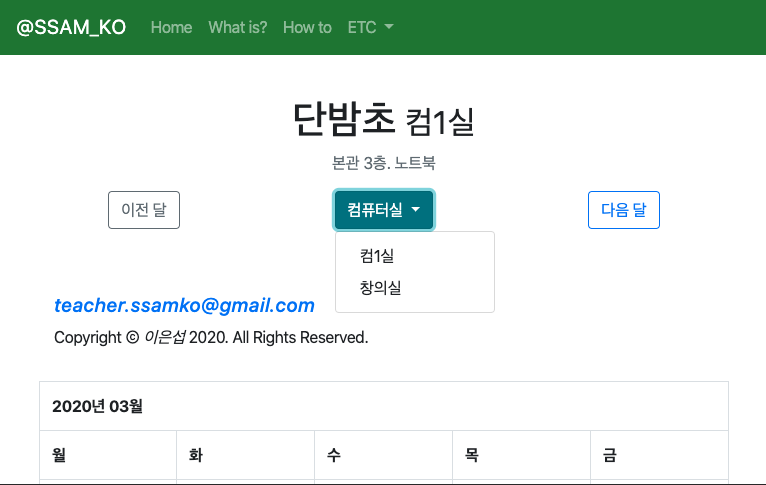 @SSAM_KO Home What is? How to ETC
단밤초 컴1실
본관 3층. 노트북
이전 달 컴퓨터실 다음 달
컴1실
창의실
teacher.ssamko@gmail.com
Copyright © 이은섭 2020. All Rights Reserved.
2020년 03월
월 화 수 목 금